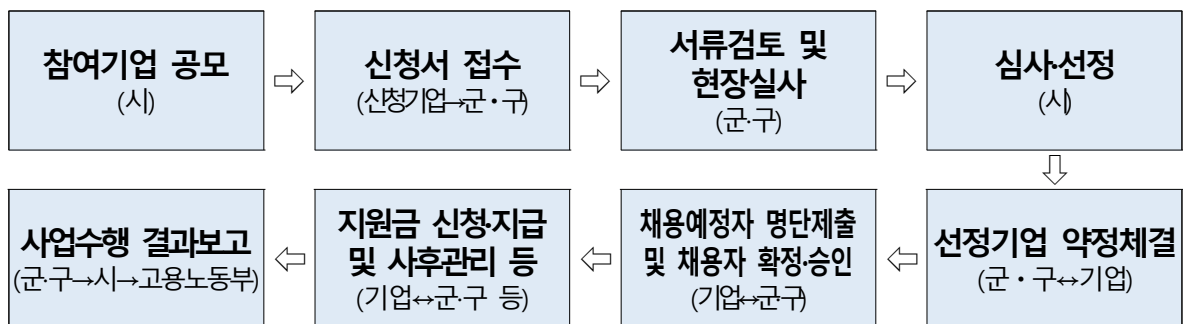 참여기업 공모
(시)
신청서 접수
(신청기업→군・구)
서류검토 및
현장실사
(군·구)
심사·선정
(시)
선정기업 약정체결
(군・구↔기업)
채용예정자 명단제출
및 채용자 확정·승인
(기업↔군·구)
지원금 신청·지급
및 사후관리 등
(기업↔군·구 등)
사업수행 결과보고
(군·구→시→고용노동부)